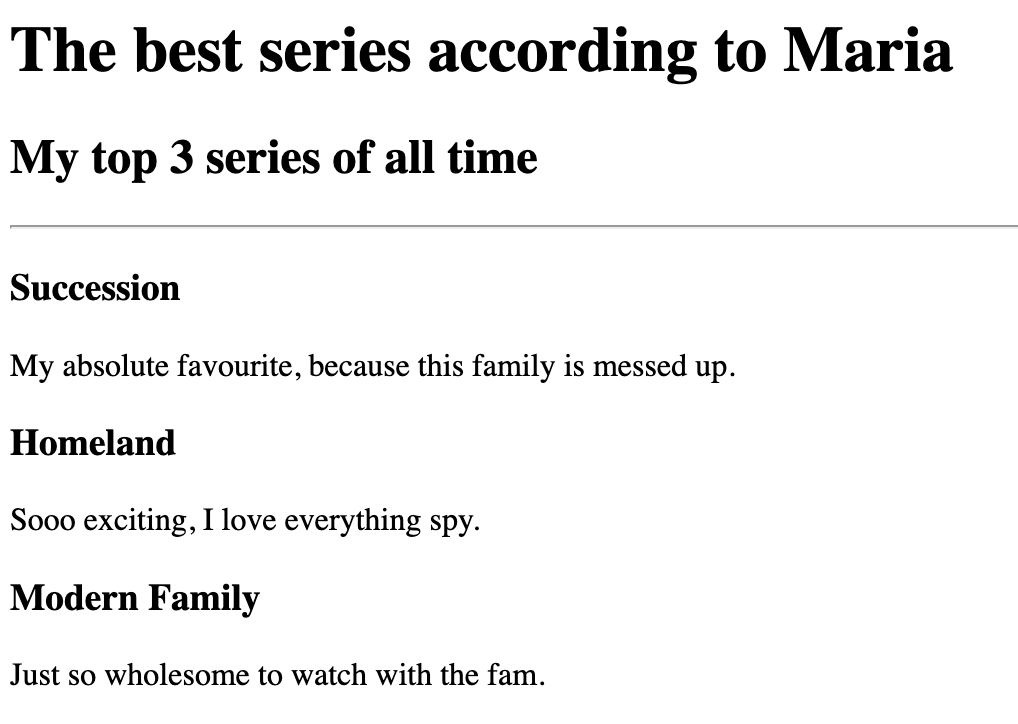 The best series according to Maria
My top 3 series of all time
Succession
My absolute favourite, because this family is messed up.
Homeland
Sooo exciting, I love everything spy.
Modern Family
Just so wholesome to watch with the fam.